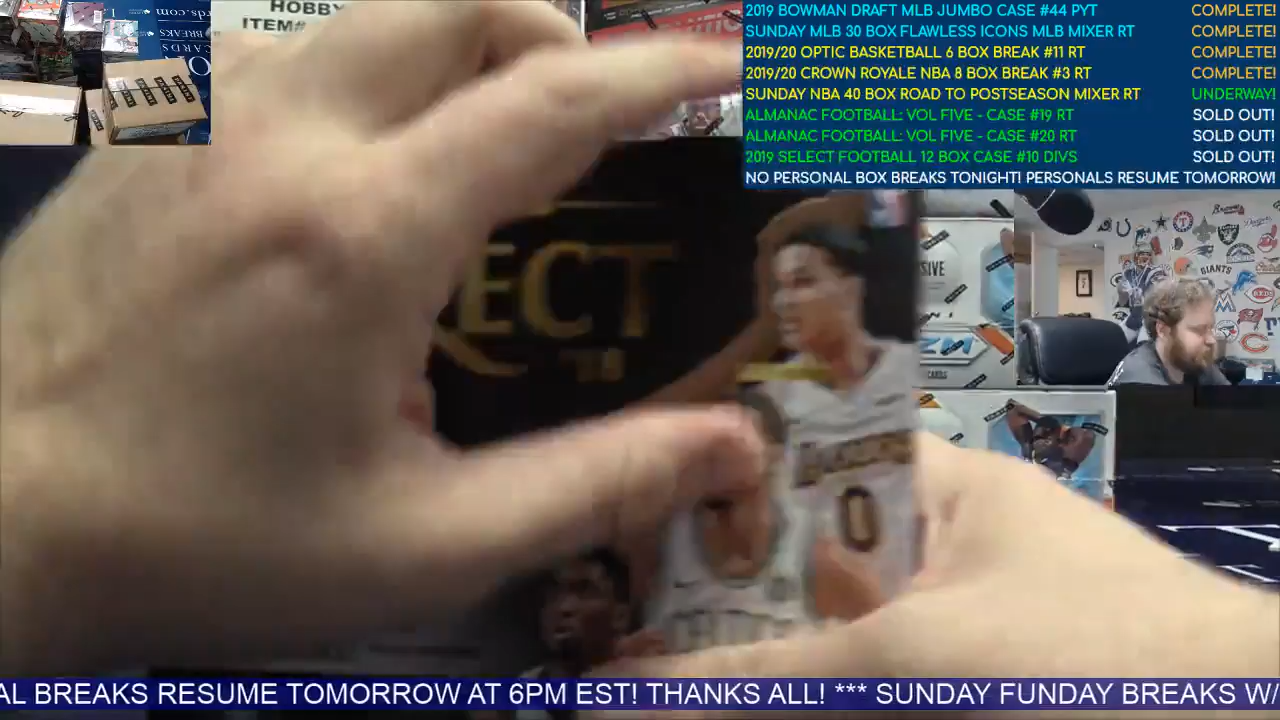 HOBBY
ITEM#
2019 BOWMAN DRAFT MLB JUMBO CASE #44 PYT COMPLETE!
SUNDAY MLB 30 BOX FLAWLESS ICONS MLB MIXER RT COMPLETE!
2019/20 OPTIC BASKETBALL 6 BOX BREAK #11 RT COMPLETE!
2019/20 CROWN ROYALE NBA 8 BOX BREAK #3 RT COMPLETE!
SUNDAY NBA 40 BOX ROAD TO POSTSEASON MIXER RT UNDERWAY!
ALMANAC FOOTBALL: VOL FIVE - CASE #19 RT SOLD OUT!
ALMANAC FOOTBALL: VOL FIVE - CASE #20 RT SOLD OUT!
2019 SELECT FOOTBALL 12 BOX CASE #10 DIVS SOLD OUT!
NO PERSONAL BOX BREAKS TONIGHT! PERSONALS RESUME TOMORROW!
ECT
0
GIANTS
AL BREAKS RESUME TOMORROW AT 6PM EST! THANKS ALL! *** SUNDAY FUNDAY BREAKS W/